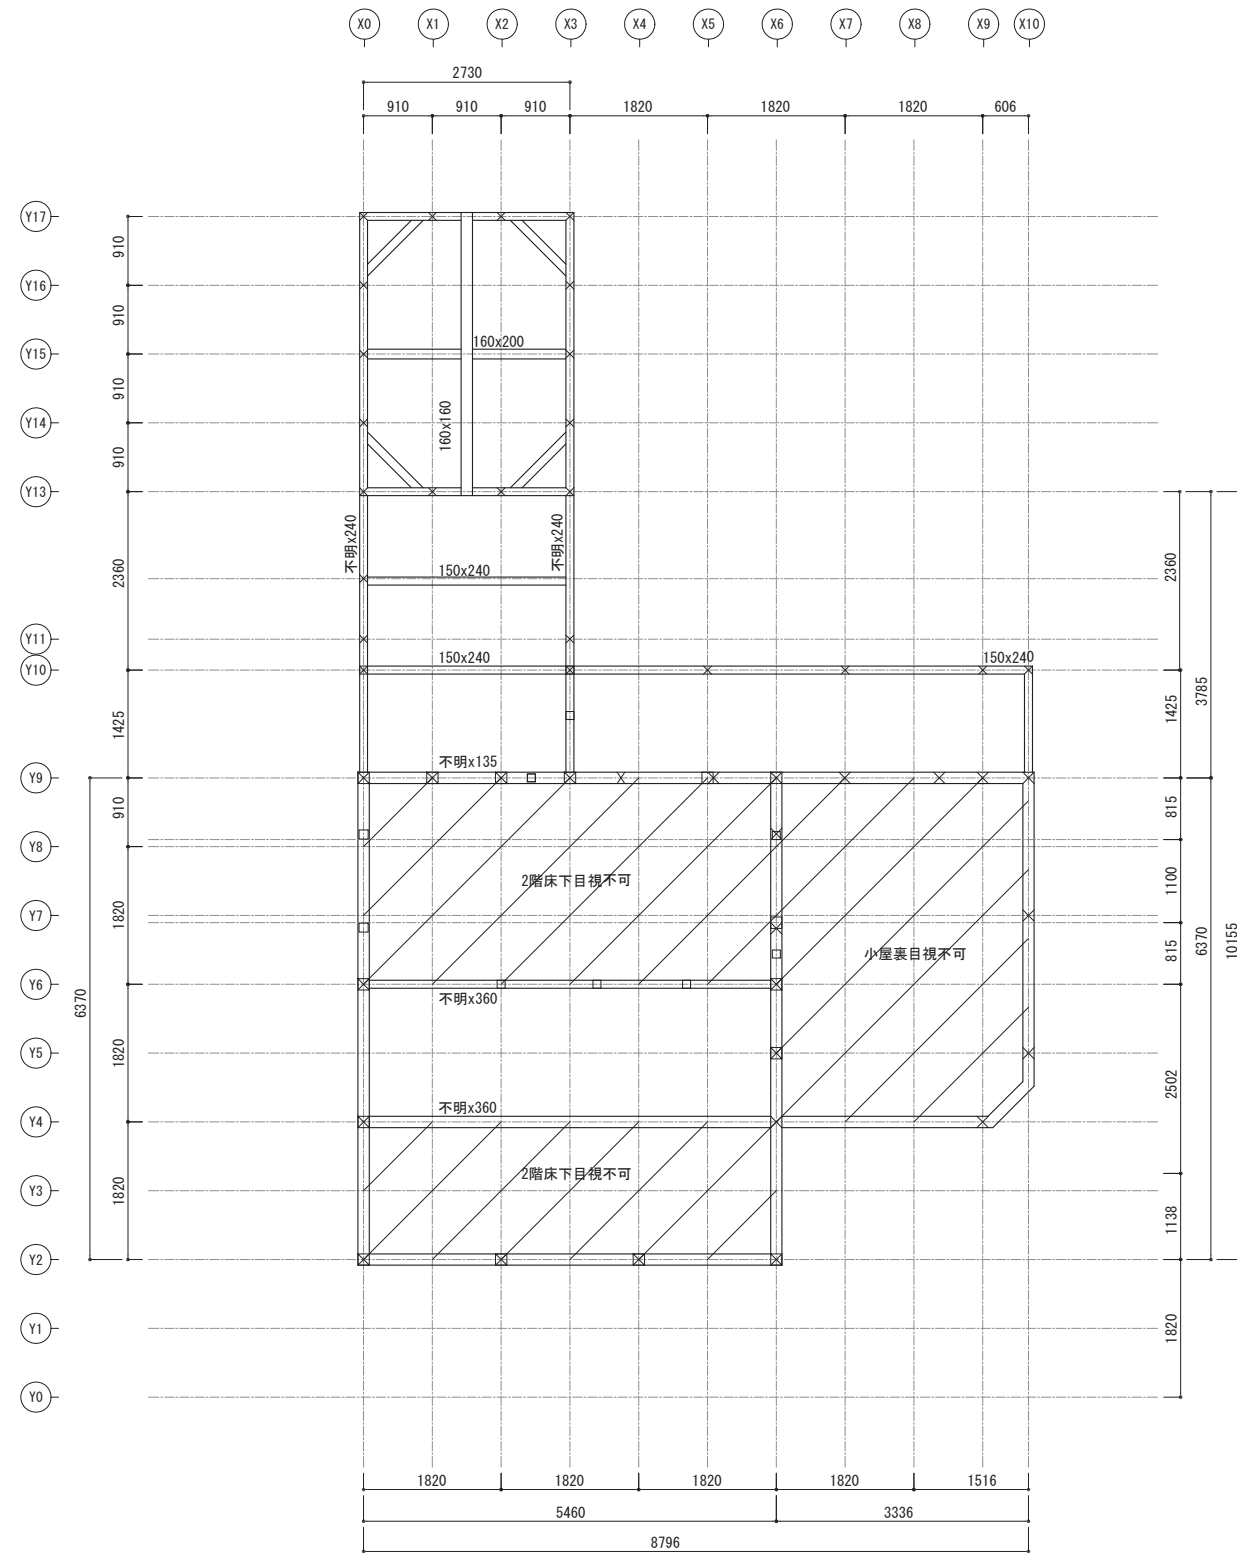 X0 X1 X2 X3 X4 X5 X6 X7 X8 X9 X10
2730
910 910 910 1820 1820 1820 606
Y17
910
Y16
910
160x200
Y15
910
160x160
Y14
910
Y13
不明x240 不明x240
2360 150x240 2360
Y11
Y10 150x240 150x240
1425 1425 3785
不明x135
Y9
910 815
Y8
2階床下目視不可 1100
Y7 1820
小屋裏目視不可 815 6370 10155
Y6
6370 不明x360
Y5 1820 2502
不明x360
Y4
2階床下目視不可
Y3 1820 1138
Y2
Y1 1820
Y0
1820 1820 1820 1820 1516
5460 3336
8796